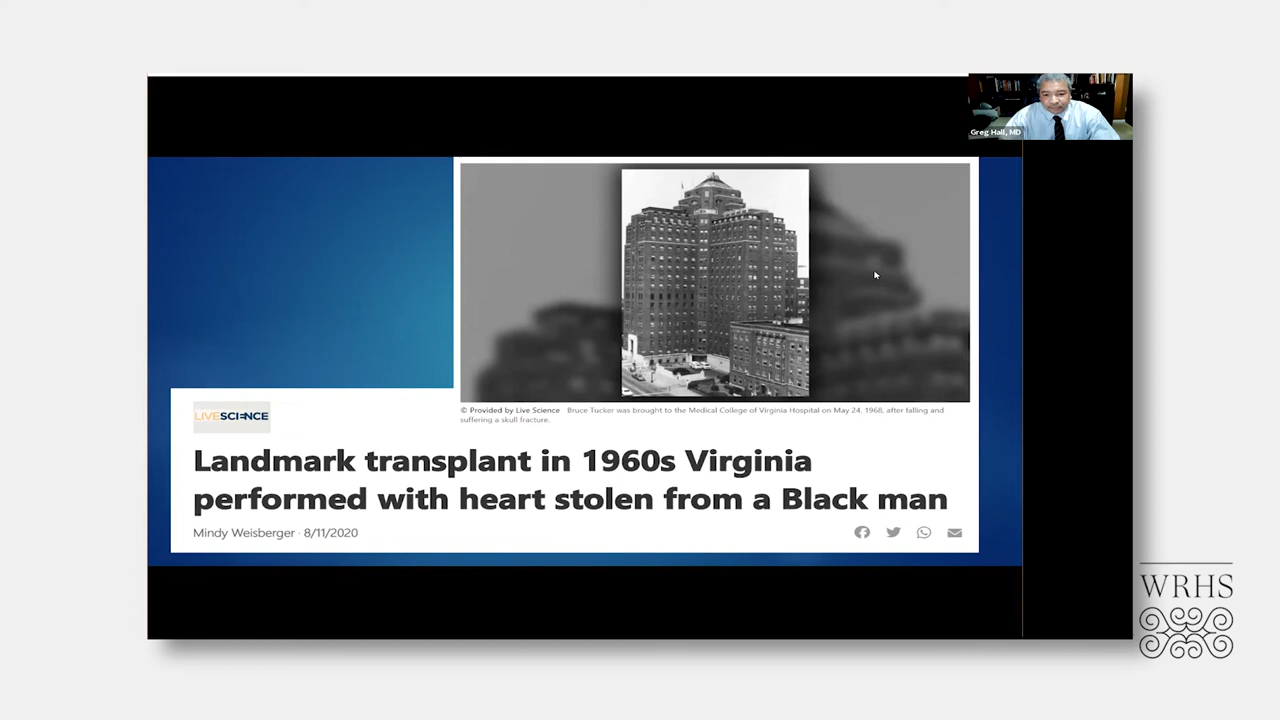 Greg Hall, MD
© Provided by Live Science Bruce Tucker was brought to the Medical College of Virginia Hospital on May 24, 1968, after falling and
suffering a skull fracture.
LIVESCIENCE
Landmark transplant in 1960s Virginia
performed with heart stolen from a Black man
Mindy Weisberger · 8/11/2020
WRHS